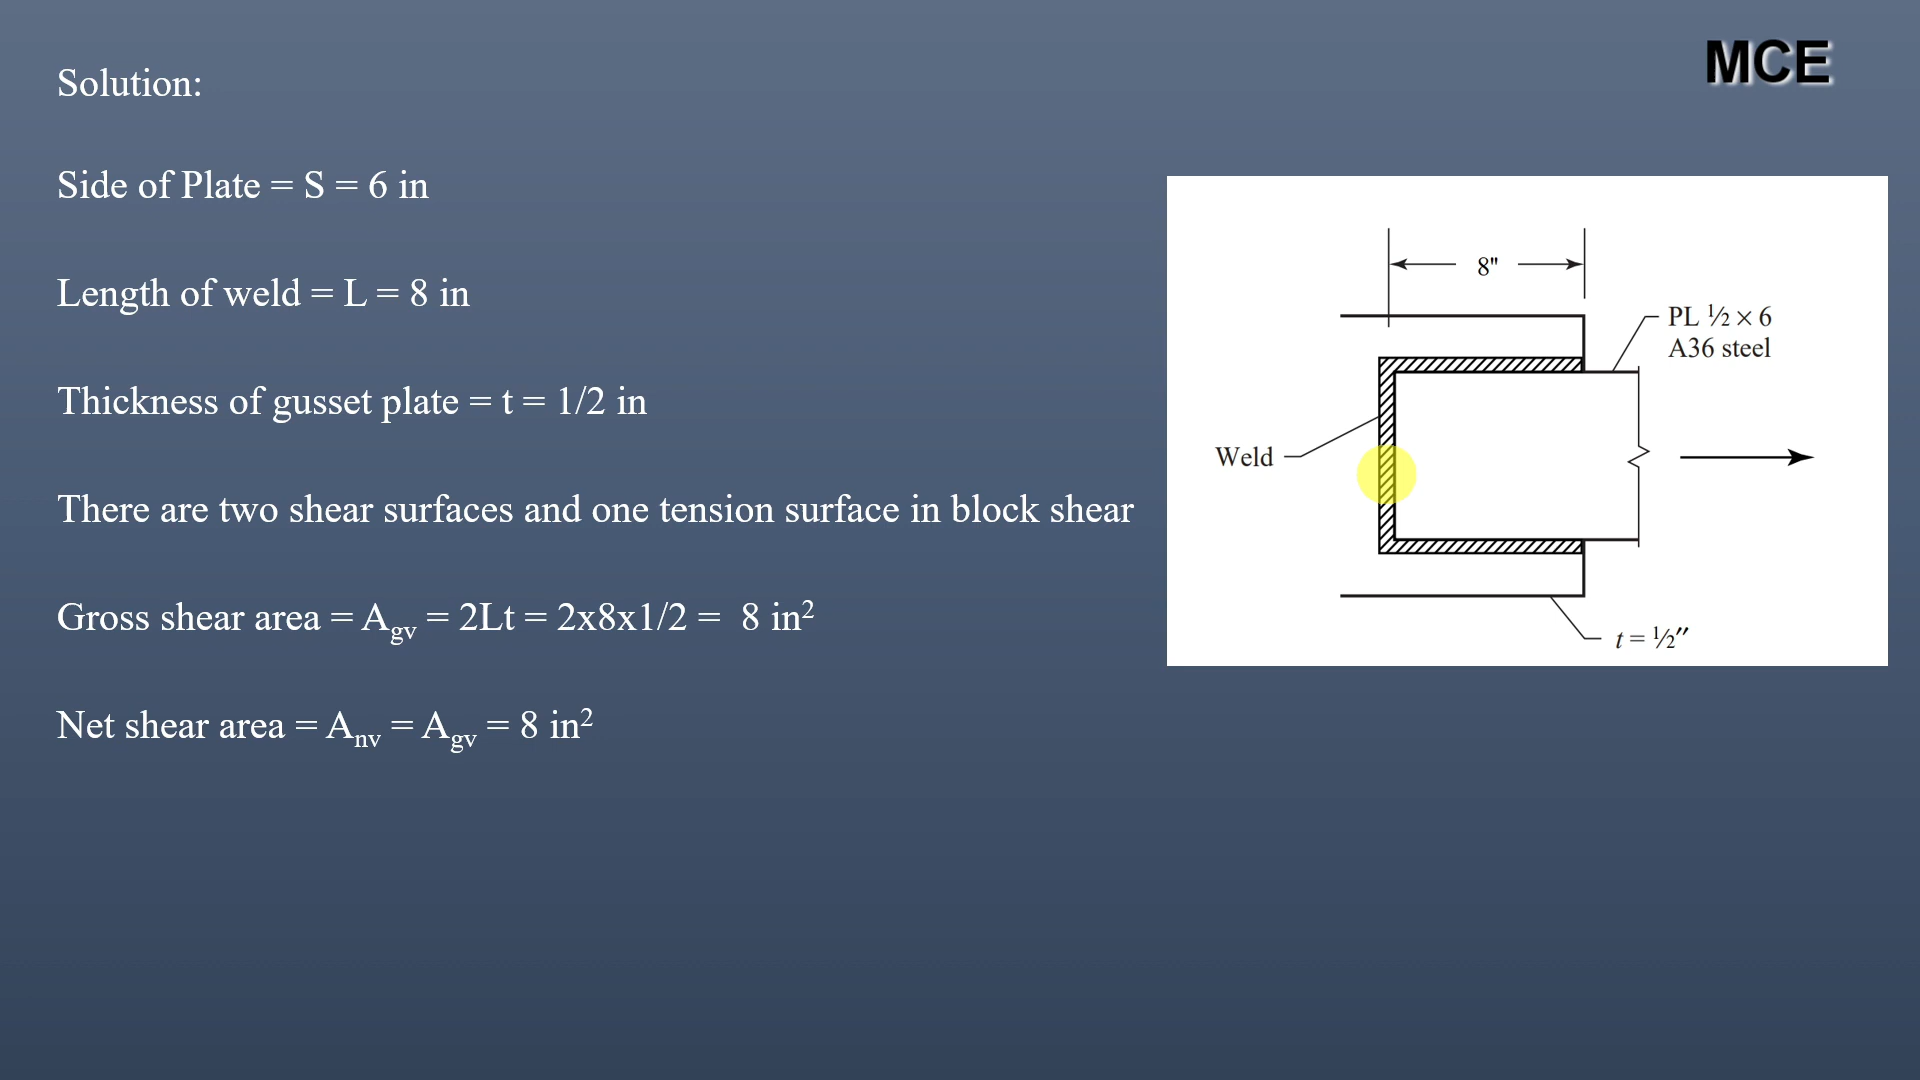 MCE
Solution:
Side of Plate = S = 6 in
Length of weld = L = 8 in
Thickness of gusset plate = t = 1/2 in
There are two shear surfaces and one tension surface in block shear
Gross shear area = Agv = 2Lt = 2x8x1/2 = 8 in²
Net shear area = Anv = Agv = 8 in²
8"
PL ½ × 6
A36 steel
Weld
t = ½″